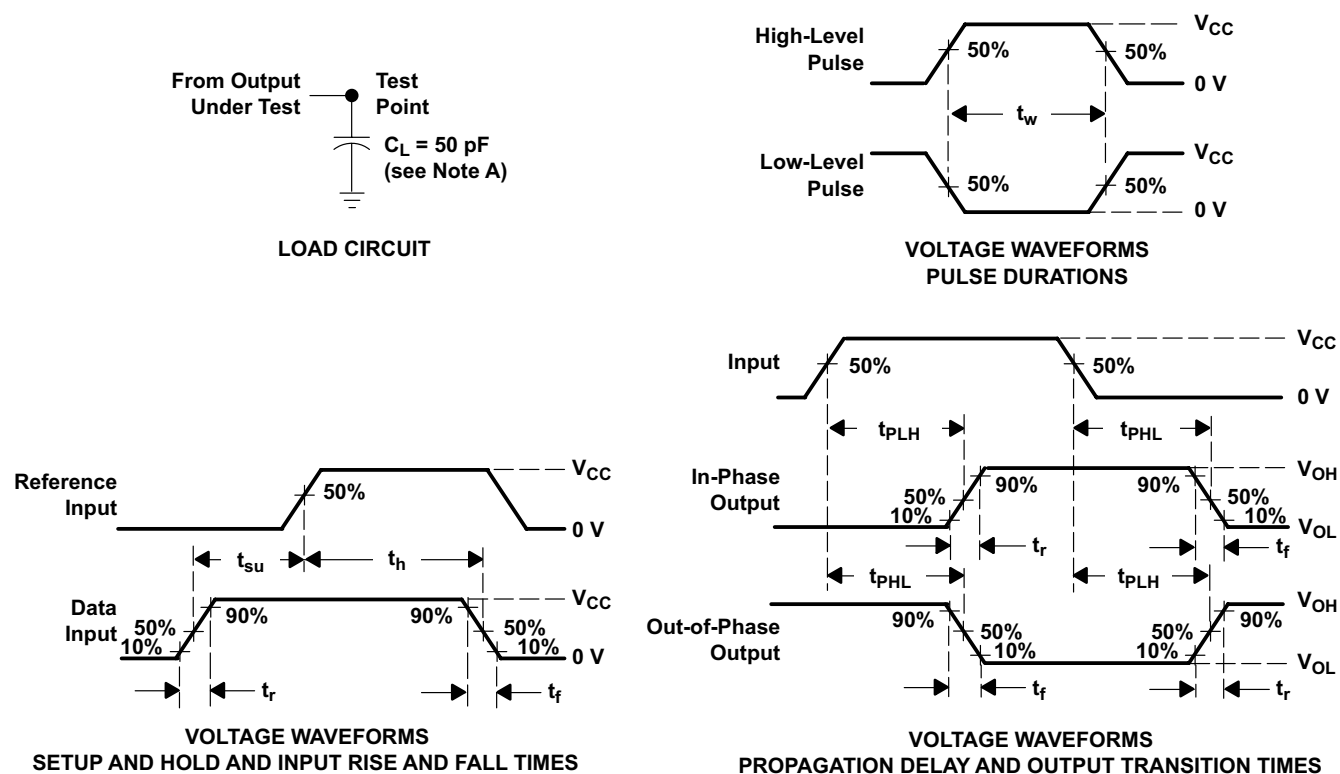 From Output
Under Test
Test
Point
C_L = 50 pF
(see Note A)
LOAD CIRCUIT
High-Level
Pulse
50%
50%
V_CC
0 V
t_w
Low-Level
Pulse
50%
50%
V_CC
0 V
VOLTAGE WAVEFORMS
PULSE DURATIONS
Reference
Input
50%
V_CC
0 V
t_su
t_h
Data
Input
50%
10%
90%
90%
50%
10%
V_CC
0 V
t_r
t_f
VOLTAGE WAVEFORMS
SETUP AND HOLD AND INPUT RISE AND FALL TIMES
Input
50%
50%
V_CC
0 V
t_PLH
t_PHL
In-Phase
Output
50%
10%
90%
90%
50%
10%
V_OH
V_OL
t_r
t_f
t_PHL
t_PLH
Out-of-Phase
Output
90%
50%
10%
50%
10%
90%
V_OH
V_OL
t_f
t_r
VOLTAGE WAVEFORMS
PROPAGATION DELAY AND OUTPUT TRANSITION TIMES